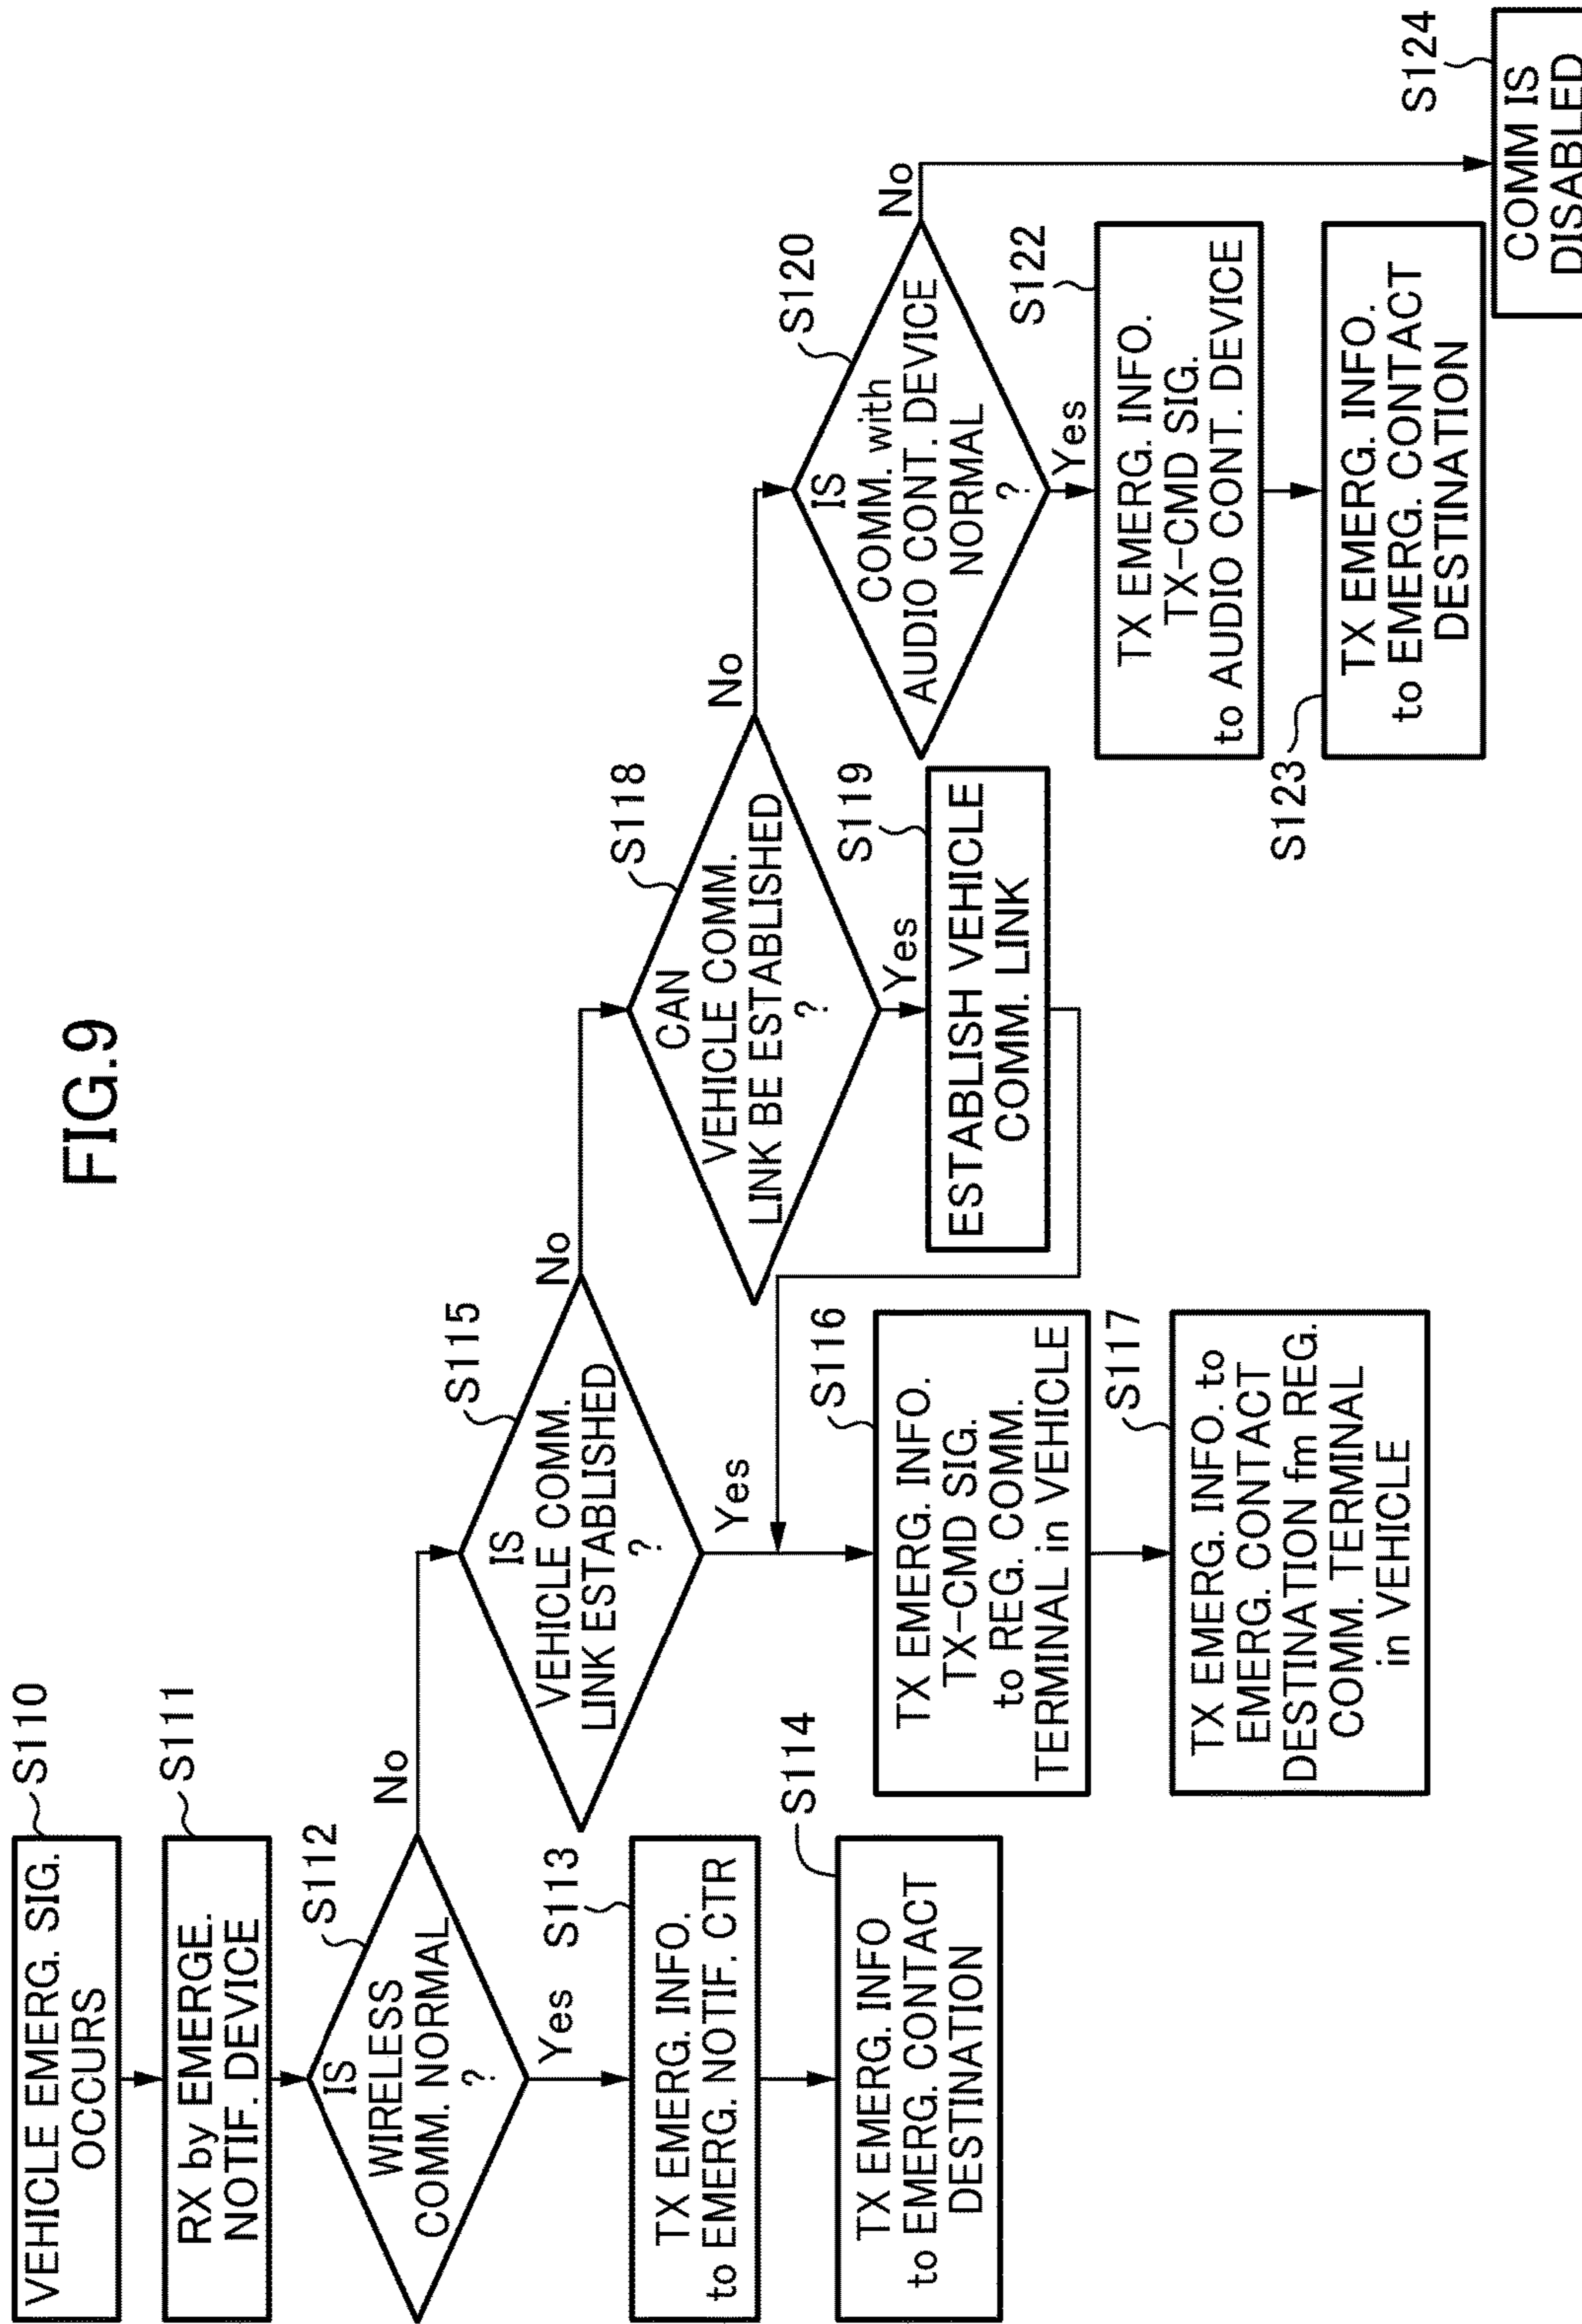 FIG.9
VEHICLE EMERG. SIG.
OCCURS
S110
RX by EMERGE.
NOTIF. DEVICE
S111
IS
WIRELESS
COMM. NORMAL
?
S112
No
Yes
TX EMERG. INFO.
to EMERG. NOTIF. CTR
S113
TX EMERG. INFO
to EMERG. CONTACT
DESTINATION
S114
IS
VEHICLE COMM.
LINK ESTABLISHED
?
S115
No
Yes
TX EMERG. INFO.
TX-CMD SIG.
to REG. COMM.
TERMINAL in VEHICLE
S116
TX EMERG. INFO. to
EMERG. CONTACT
DESTINATION fm REG.
COMM. TERMINAL
in VEHICLE
S117
CAN
VEHICLE COMM.
LINK BE ESTABLISHED
?
S118
No
Yes
ESTABLISH VEHICLE
COMM. LINK
S119
IS
COMM. with
AUDIO CONT. DEVICE
NORMAL
?
S120
No
Yes
TX EMERG. INFO.
TX-CMD SIG.
to AUDIO CONT. DEVICE
S122
TX EMERG. INFO.
to EMERG. CONTACT
DESTINATION
S123
COMM IS
DISABLED
S124